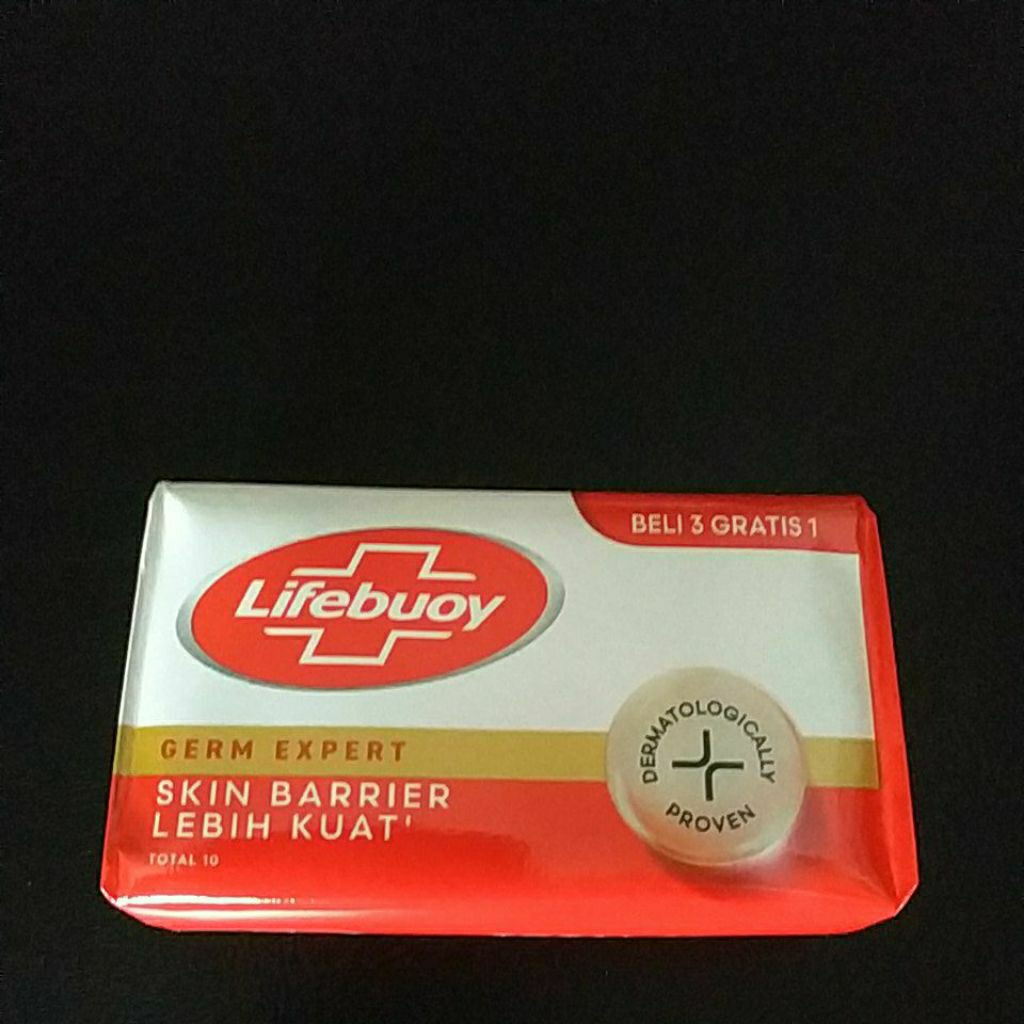 BELI 3 GRATIS 1
Lifebuoy
GERM EXPERT
SKIN BARRIER
LEBIH KUAT
TOTAL 10
DERMATOLOGICALLY
PROVEN